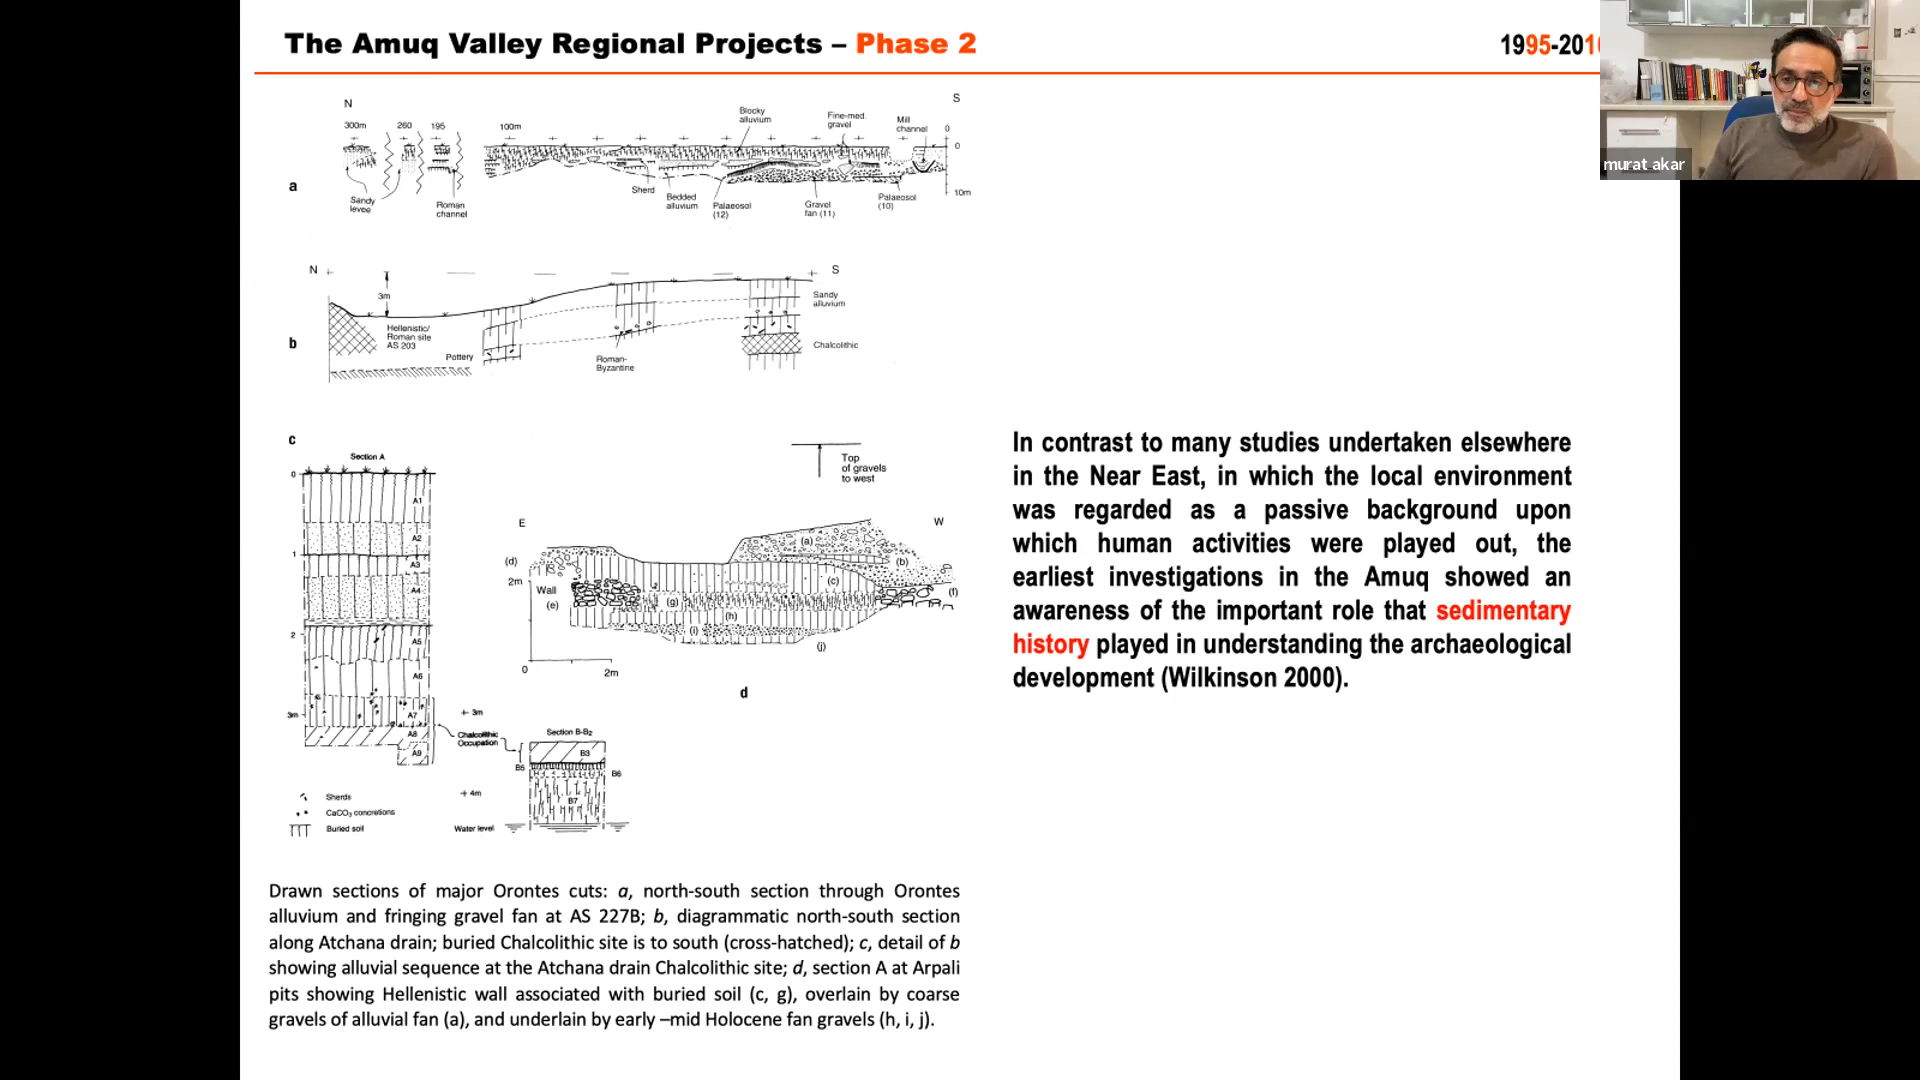 The Amuq Valley Regional Projects – Phase 2
1995-201
murat akar
N
S
300m 260 195 100m
Blocky
alluvium
Fine-med.
gravel
Mill
channel
0
0
10m
a
Sandy
levee
Roman
channel
Sherd
Bedded
alluvium
Palaeosol
(12)
Gravel
fan (11)
Palaeosol
(10)
N
S
3m
b
Hellenistic/
Roman site
AS 203
Pottery
Roman-
Byzantine
Sandy
alluvium
Chalcolithic
c
Section A
0
1
2
3m
A1
A2
A3
A4
A5
A6
A7
A8
A9
+ 3m
Chalcolithic
Occupation
+ 4m
Section B-B2
B3
B5
B6
B7
Sherds
CaCO3 concretions
Buried soil
Water level
Top
of gravels
to west
E
W
(d)
2m
Wall
(e)
(a)
(b)
(c)
(f)
(g)
(h)
(i)
(j)
0
2m
d
In contrast to many studies undertaken elsewhere
in the Near East, in which the local environment
was regarded as a passive background upon
which human activities were played out, the
earliest investigations in the Amuq showed an
awareness of the important role that sedimentary
history played in understanding the archaeological
development (Wilkinson 2000).
Drawn sections of major Orontes cuts: a, north-south section through Orontes
alluvium and fringing gravel fan at AS 227B; b, diagrammatic north-south section
along Atchana drain; buried Chalcolithic site is to south (cross-hatched); c, detail of b
showing alluvial sequence at the Atchana drain Chalcolithic site; d, section A at Arpali
pits showing Hellenistic wall associated with buried soil (c, g), overlain by coarse
gravels of alluvial fan (a), and underlain by early –mid Holocene fan gravels (h, i, j).